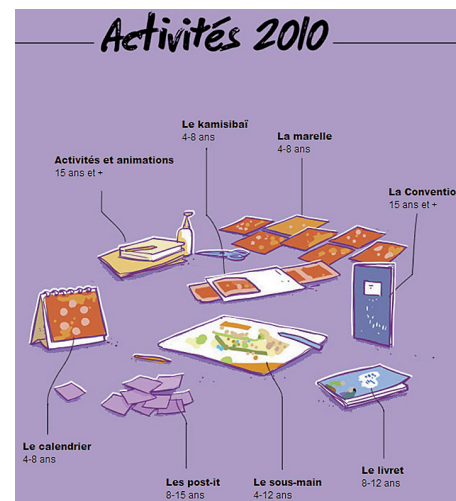 Activités 2010
Le kamisibaï
4-8 ans
La marelle
4-8 ans
Activités et animations
15 ans et +
La Conventio
15 ans et +
Le calendrier
4-8 ans
Les post-it
8-15 ans
Le sous-main
4-12 ans
Le livret
8-12 ans